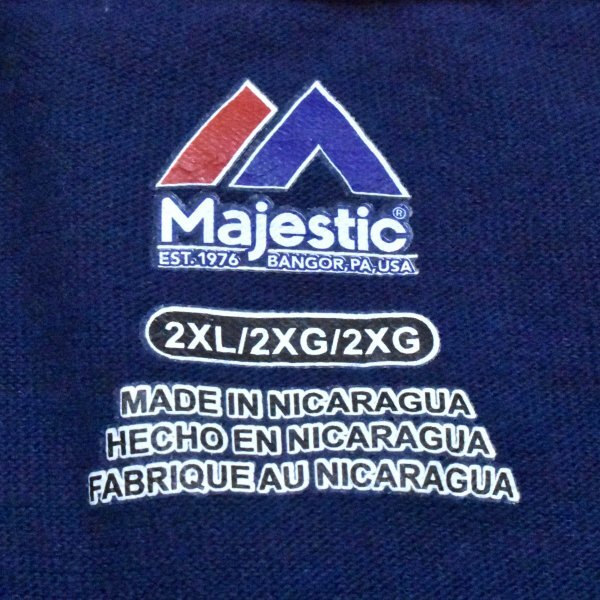 Majestic®
EST. 1976 BANGOR, PA, USA
2XL/2XG/2XG
MADE IN NICARAGUA
HECHO EN NICARAGUA
FABRIQUE AU NICARAGUA